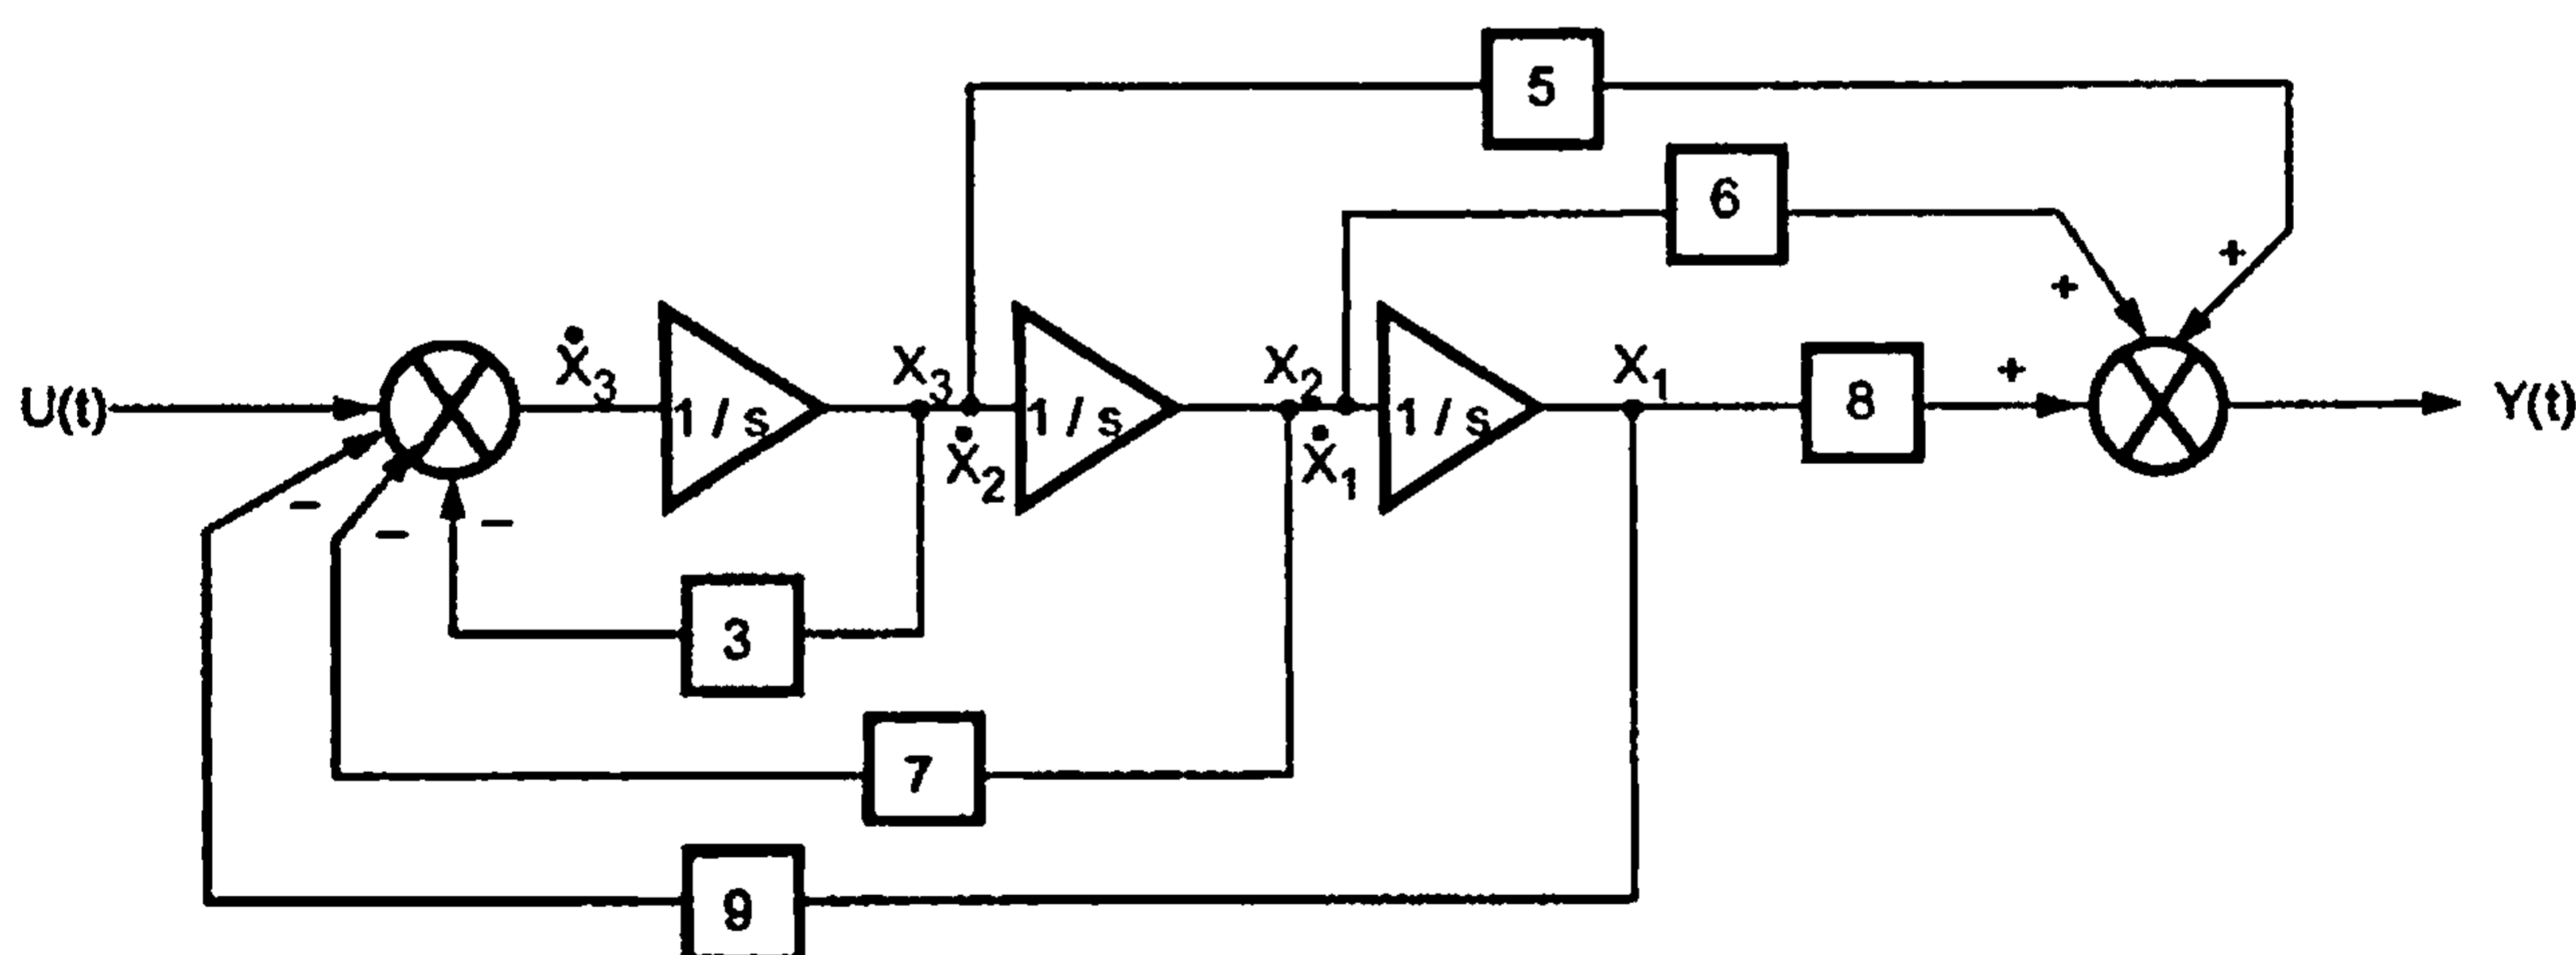 5
6
+
+
Ẋ3
X3
X2
X1
U(t)
1 / s
1 / s
1 / s
8
+
Y(t)
Ẋ2
Ẋ1
−
−
−
3
7
9